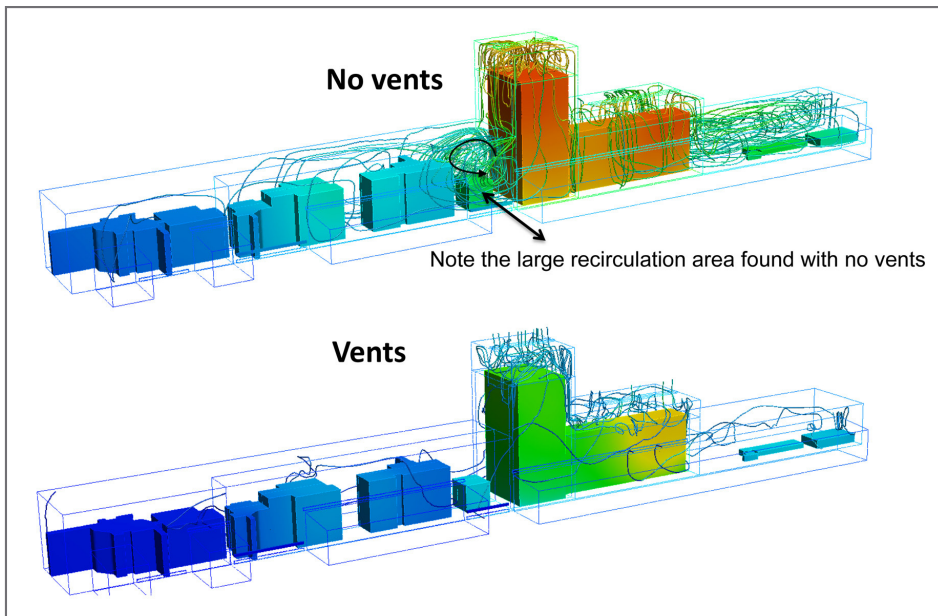 No vents
Note the large recirculation area found with no vents
Vents